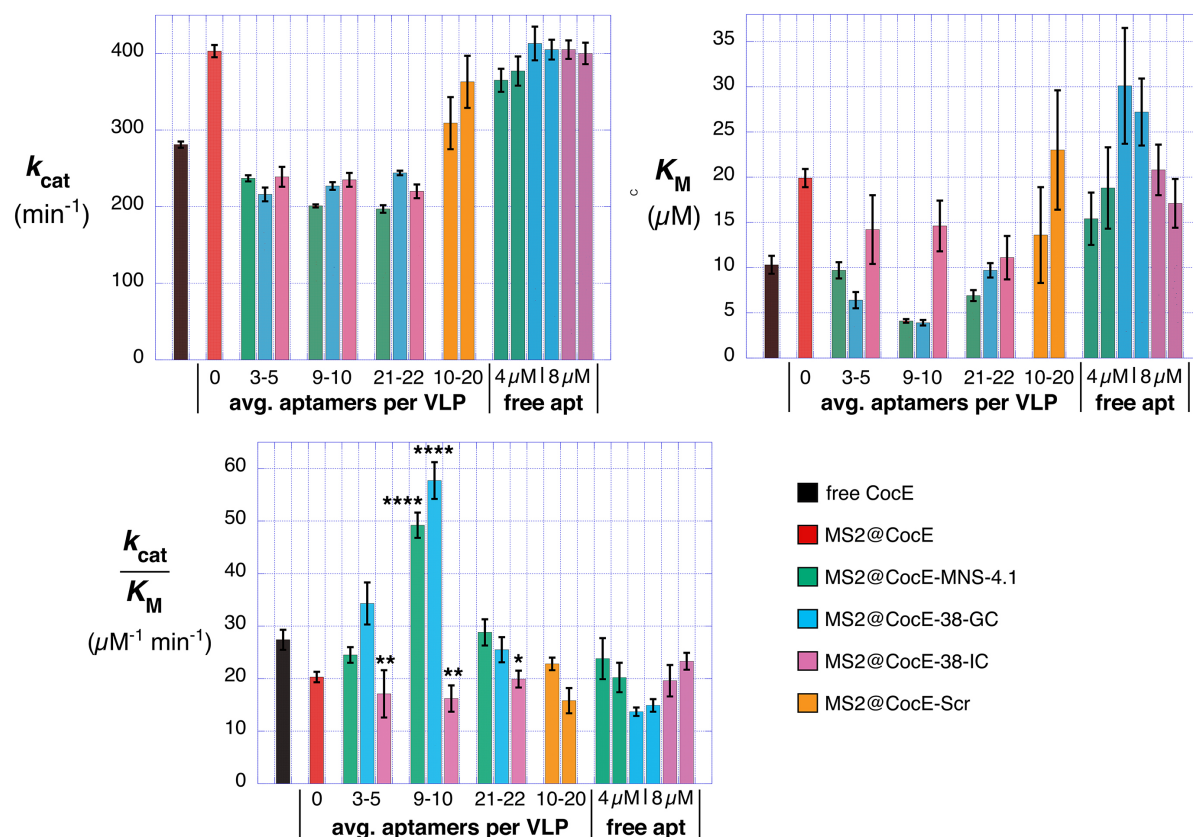 400
300
200
100
0
kcat
(min⁻¹)
0 3-5 9-10 21-22 10-20 4 µM | 8 µM
avg. aptamers per VLP free apt
35
30
25
20
15
10
5
0
c
KM
(µM)
0 3-5 9-10 21-22 10-20 4 µM | 8 µM
avg. aptamers per VLP free apt
60
50
40
30
20
10
0
kcat
KM
(µM⁻¹ min⁻¹)
****
****
** ** *
0 3-5 9-10 21-22 10-20 4 µM | 8 µM
avg. aptamers per VLP free apt
free CocE
MS2@CocE
MS2@CocE-MNS-4.1
MS2@CocE-38-GC
MS2@CocE-38-IC
MS2@CocE-Scr